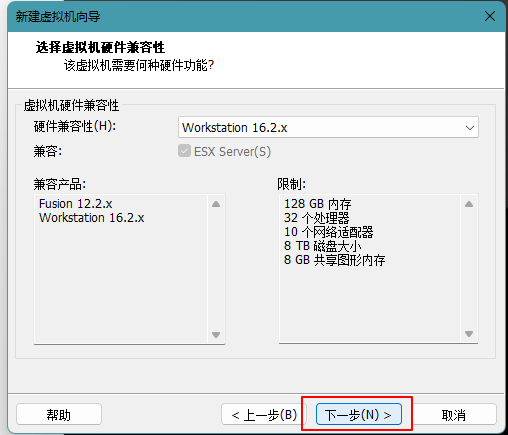 新建虚拟机向导
选择虚拟机硬件兼容性
该虚拟机需要何种硬件功能?
虚拟机硬件兼容性
硬件兼容性(H):
Workstation 16.2.x
兼容:
ESX Server(S)
兼容产品:
Fusion 12.2.x
Workstation 16.2.x
限制:
128 GB 内存
32 个处理器
10 个网络适配器
8 TB 磁盘大小
8 GB 共享图形内存
帮助
< 上一步(B)
下一步(N) >
取消